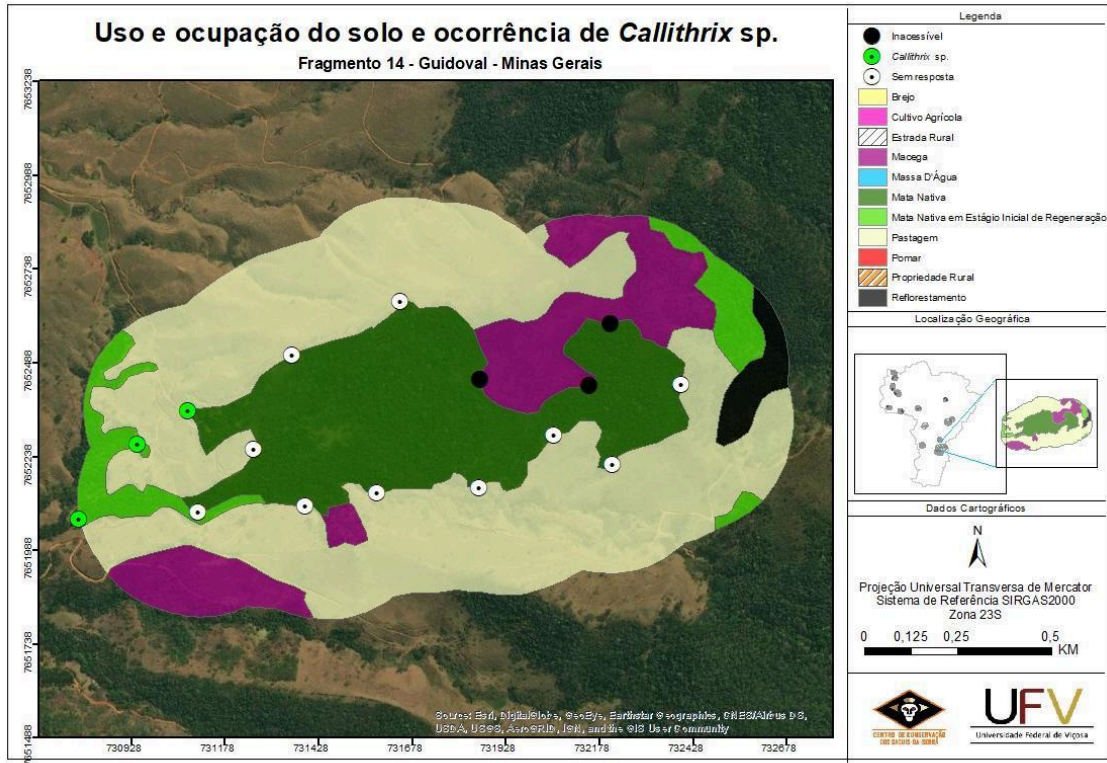 Uso e ocupação do solo e ocorrência de Callithrix sp.
Fragmento 14 - Guidoval - Minas Gerais
7653238
7652988
7652738
7652488
7652238
7651988
7651738
7651488
730928
731178
731428
731678
731928
732178
732428
732678
Source: Esri, DigitalGlobe, GeoEye, Earthstar Geographics, CNES/Airbus DS,
USDA, USGS, AeroGRID, IGN, and the GIS User Community
Legenda
Inacessível
Callithrix sp.
Sem resposta
Brejo
Cultivo Agrícola
Estrada Rural
Macega
Massa D'Água
Mata Nativa
Mata Nativa em Estágio Inicial de Regeneração
Pastagem
Pomar
Propriedade Rural
Reflorestamento
Localização Geográfica
Dados Cartográficos
N
Projeção Universal Transversa de Mercator
Sistema de Referência SIRGAS2000
Zona 23S
0 0,125 0,25 0,5
KM
CENTRO DE CONSERVAÇÃO
DOS SAGUIS-DA-SERRA
UFV
Universidade Federal de Viçosa